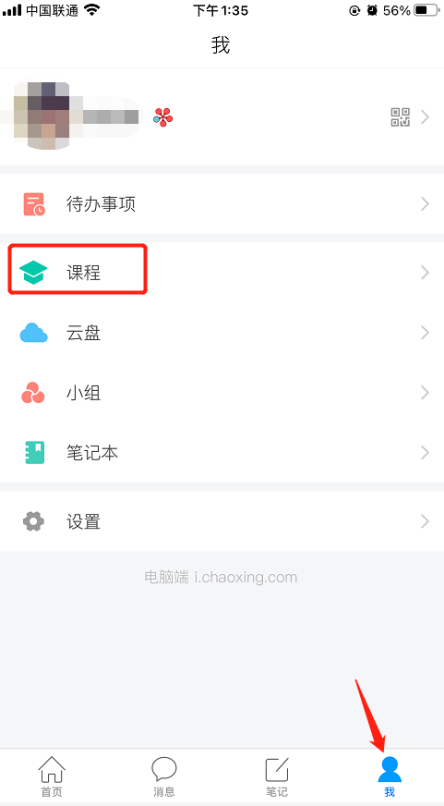 中国联通 下午1:35 56%
我
待办事项
课程
云盘
小组
笔记本
设置
电脑端 i.chaoxing.com
首页 消息 笔记 我